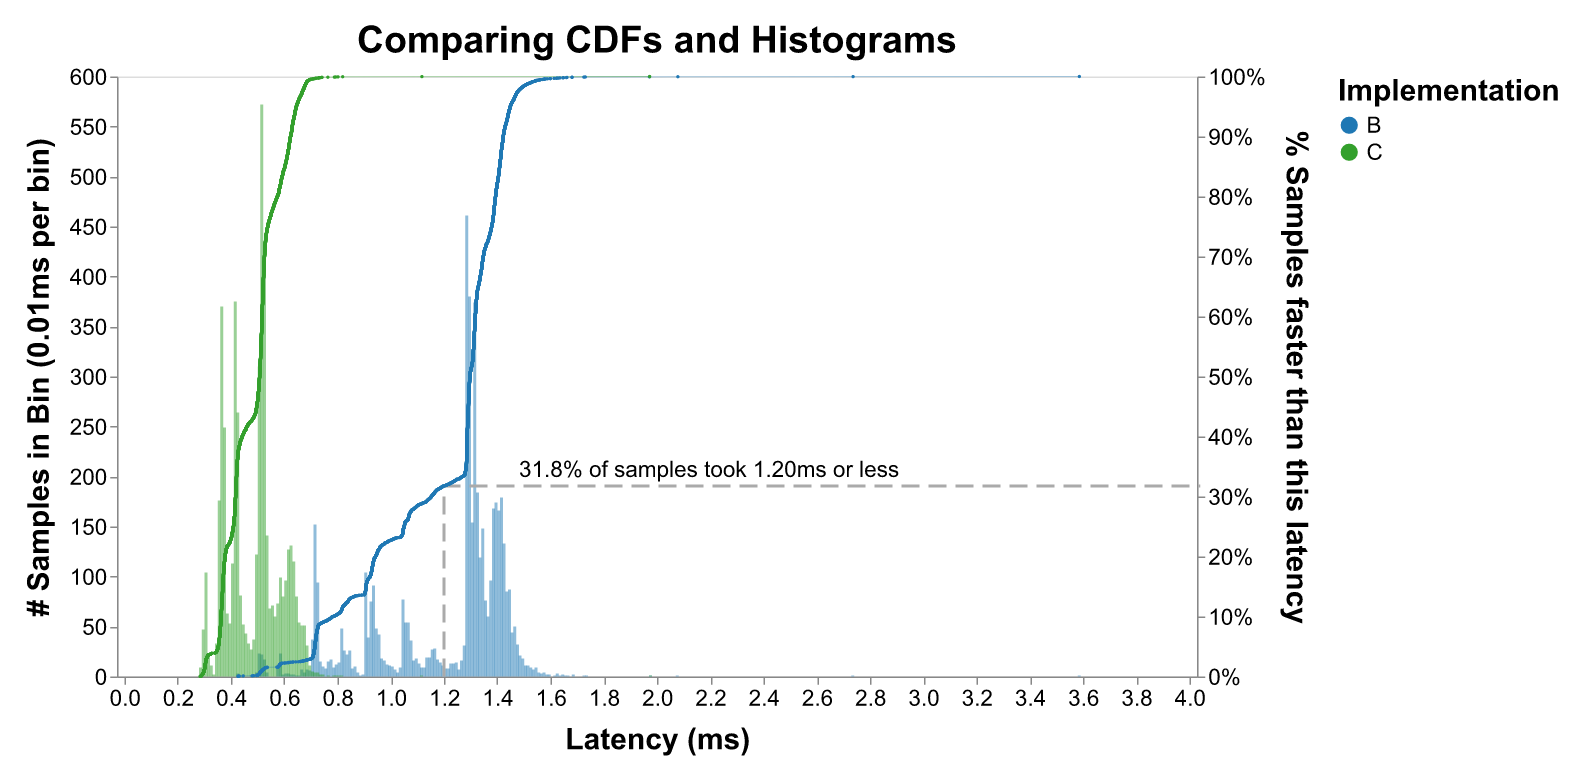 Comparing CDFs and Histograms
# Samples in Bin (0.01ms per bin)
600
550
500
450
400
350
300
250
200
150
100
50
0
31.8% of samples took 1.20ms or less
0.0 0.2 0.4 0.6 0.8 1.0 1.2 1.4 1.6 1.8 2.0 2.2 2.4 2.6 2.8 3.0 3.2 3.4 3.6 3.8 4.0
Latency (ms)
100%
90%
80%
70%
60%
50%
40%
30%
20%
10%
0%
% Samples faster than this latency
Implementation
B
C